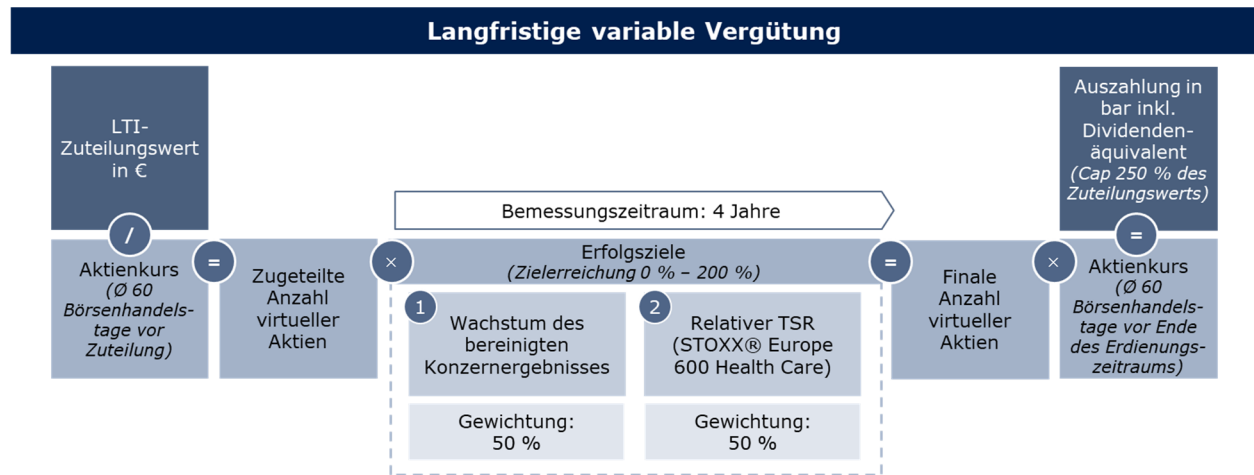 Langfristige variable Vergütung
LTI-
Zuteilungswert
in €
/
Aktienkurs
(Ø 60
Börsenhandels-
tage vor
Zuteilung)
=
Zugeteilte
Anzahl
virtueller
Aktien
×
Bemessungszeitraum: 4 Jahre
Erfolgsziele
(Zielerreichung 0 % – 200 %)
1
Wachstum des
bereinigten
Konzernergebnisses
Gewichtung:
50 %
2
Relativer TSR
(STOXX® Europe
600 Health Care)
Gewichtung:
50 %
=
Finale
Anzahl
virtueller
Aktien
×
Auszahlung in
bar inkl.
Dividenden-
äquivalent
(Cap 250 % des
Zuteilungswerts)
=
Aktienkurs
(Ø 60
Börsenhandels-
tage vor Ende
des Erdienungs-
zeitraums)